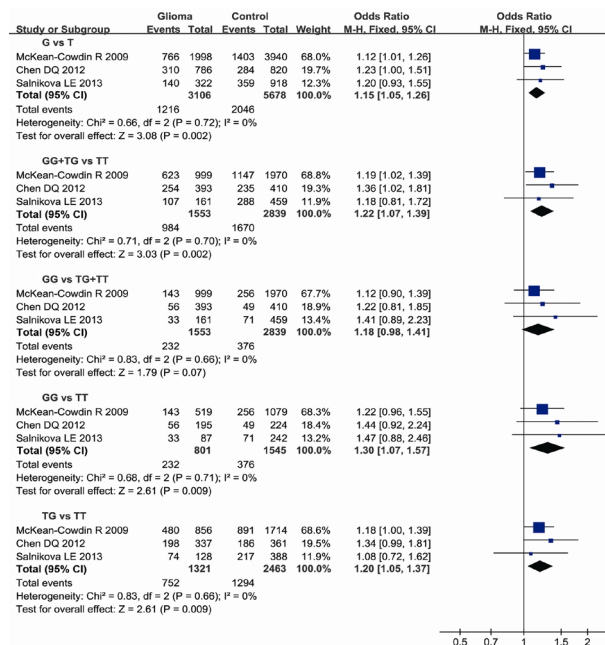 Glioma Control Odds Ratio Odds Ratio
Study or Subgroup Events Total Events Total Weight M-H, Fixed, 95% CI M-H, Fixed. 95% CI
G vs T
McKean-Cowdin R 2009 766 1998 1403 3940 68.0% 1.12 [1.01, 1.26]
Chen DQ 2012 310 786 284 820 19.7% 1.23 [1.00, 1.51]
Salnikova LE 2013 140 322 359 918 12.3% 1.20 [0.93, 1.55]
Total (95% CI) 3106 5678 100.0% 1.15 [1.05, 1.26]
Total events 1216 2046
Heterogeneity: Chi² = 0.66, df = 2 (P = 0.72); I² = 0%
Test for overall effect: Z = 3.08 (P = 0.002)
GG+TG vs TT
McKean-Cowdin R 2009 623 999 1147 1970 68.8% 1.19 [1.02, 1.39]
Chen DQ 2012 254 393 235 410 19.3% 1.36 [1.02, 1.81]
Salnikova LE 2013 107 161 288 459 11.9% 1.18 [0.81, 1.72]
Total (95% CI) 1553 2839 100.0% 1.22 [1.07, 1.39]
Total events 984 1670
Heterogeneity: Chi² = 0.71, df = 2 (P = 0.70); I² = 0%
Test for overall effect: Z = 3.03 (P = 0.002)
GG vs TG+TT
McKean-Cowdin R 2009 143 999 256 1970 67.7% 1.12 [0.90, 1.39]
Chen DQ 2012 56 393 49 410 18.9% 1.22 [0.81, 1.85]
Salnikova LE 2013 33 161 71 459 13.4% 1.41 [0.89, 2.23]
Total (95% CI) 1553 2839 100.0% 1.18 [0.98, 1.41]
Total events 232 376
Heterogeneity: Chi² = 0.83, df = 2 (P = 0.66); I² = 0%
Test for overall effect: Z = 1.79 (P = 0.07)
GG vs TT
McKean-Cowdin R 2009 143 519 256 1079 68.3% 1.22 [0.96, 1.55]
Chen DQ 2012 56 195 49 224 18.5% 1.44 [0.92, 2.24]
Salnikova LE 2013 33 87 71 242 13.2% 1.47 [0.88, 2.46]
Total (95% CI) 801 1545 100.0% 1.30 [1.07, 1.57]
Total events 232 376
Heterogeneity: Chi² = 0.68, df = 2 (P = 0.71); I² = 0%
Test for overall effect: Z = 2.61 (P = 0.009)
TG vs TT
McKean-Cowdin R 2009 480 856 891 1714 68.6% 1.18 [1.00, 1.39]
Chen DQ 2012 198 337 186 361 19.5% 1.34 [0.99, 1.81]
Salnikova LE 2013 74 128 217 388 11.9% 1.08 [0.72, 1.62]
Total (95% CI) 1321 2463 100.0% 1.20 [1.05, 1.37]
Total events 752 1294
Heterogeneity: Chi² = 0.83, df = 2 (P = 0.66); I² = 0%
Test for overall effect: Z = 2.61 (P = 0.009)
0.5 0.7 1 1.5 2